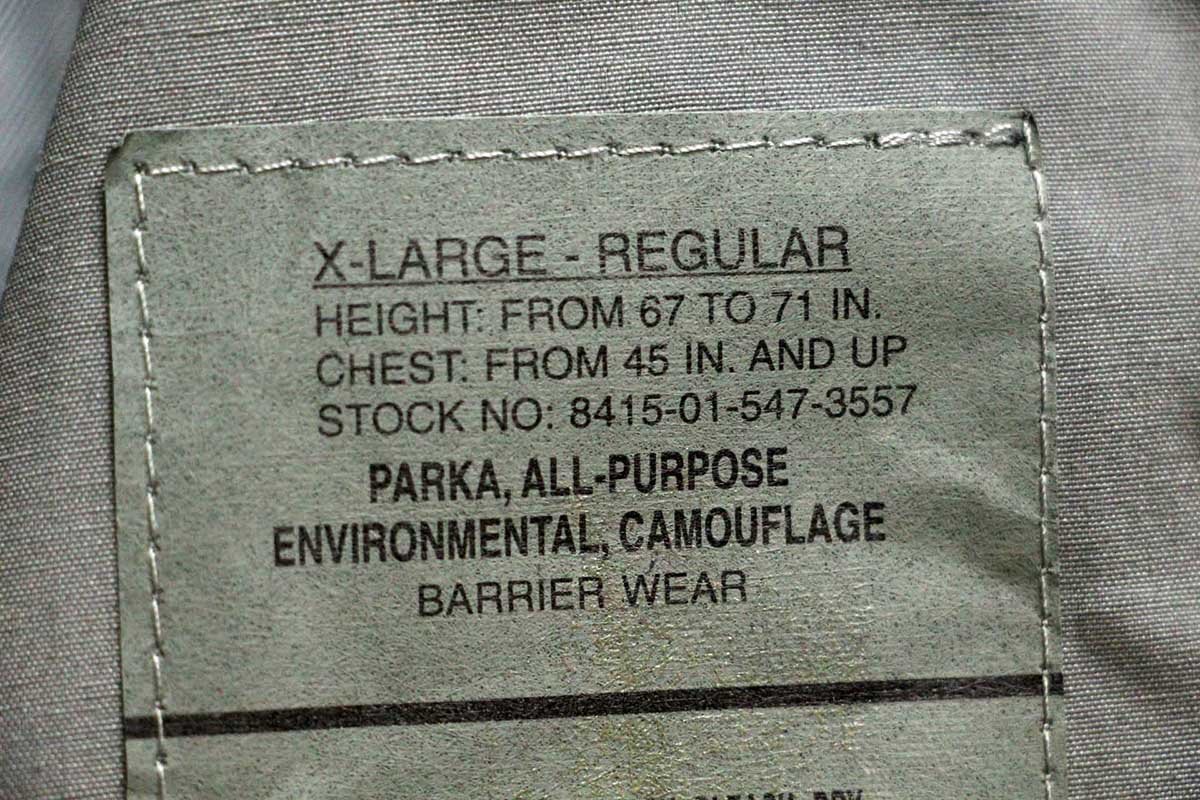 X-LARGE - REGULAR
HEIGHT: FROM 67 TO 71 IN.
CHEST: FROM 45 IN. AND UP
STOCK NO: 8415-01-547-3557
PARKA, ALL-PURPOSE
ENVIRONMENTAL, CAMOUFLAGE
BARRIER WEAR